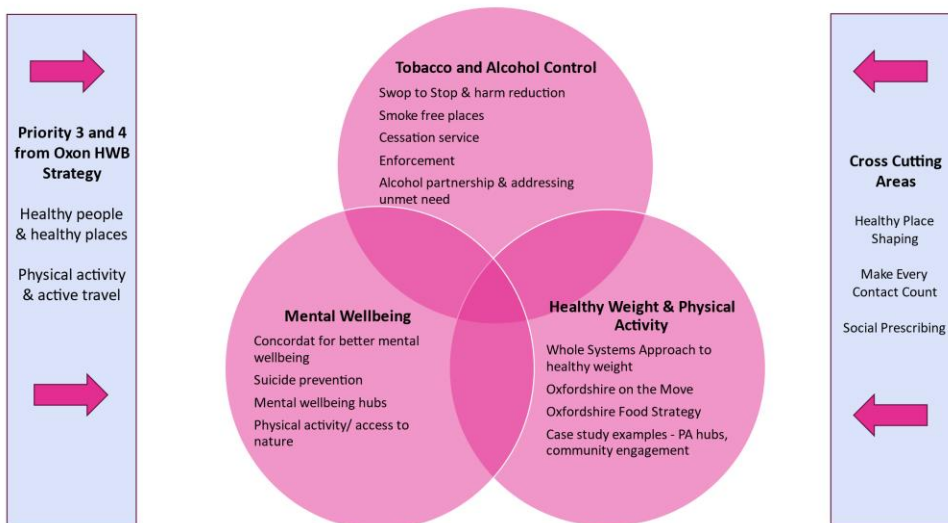 Priority 3 and 4
from Oxon HWB
Strategy
Healthy people
& healthy places
Physical activity
& active travel
Tobacco and Alcohol Control
Swop to Stop & harm reduction
Smoke free places
Cessation service
Enforcement
Alcohol partnership & addressing
unmet need
Mental Wellbeing
Concordat for better mental
wellbeing
Suicide prevention
Mental wellbeing hubs
Physical activity/ access to
nature
Healthy Weight & Physical
Activity
Whole Systems Approach to
healthy weight
Oxfordshire on the Move
Oxfordshire Food Strategy
Case study examples - PA hubs,
community engagement
Cross Cutting
Areas
Healthy Place
Shaping
Make Every
Contact Count
Social Prescribing